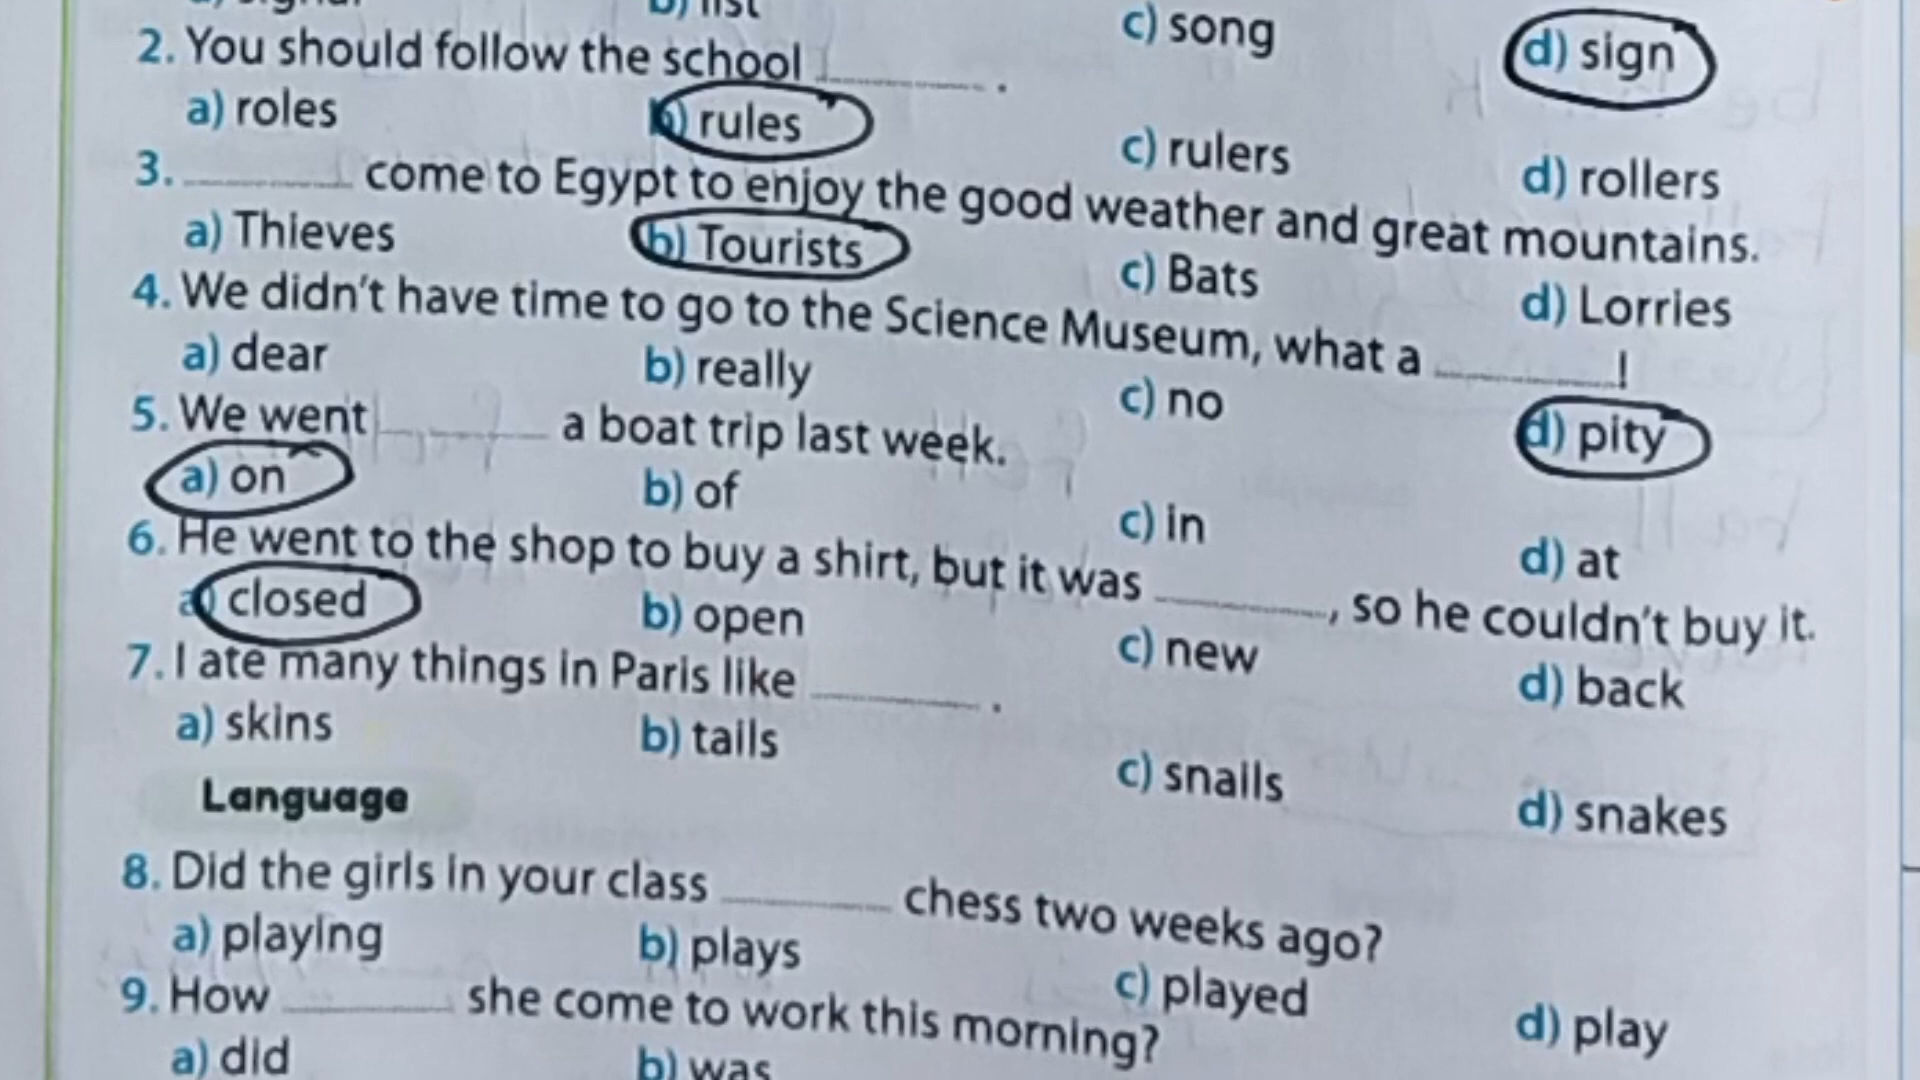 c) song d) sign
2. You should follow the school ________ .
a) roles b) rules c) rulers d) rollers
3. ________ come to Egypt to enjoy the good weather and great mountains.
a) Thieves b) Tourists c) Bats d) Lorries
4. We didn't have time to go to the Science Museum, what a ________!
a) dear b) really c) no d) pity
5. We went ________ a boat trip last week.
a) on b) of c) in d) at
6. He went to the shop to buy a shirt, but it was ________, so he couldn't buy it.
a) closed b) open c) new d) back
7. I ate many things in Paris like ________ .
a) skins b) tails c) snails d) snakes
Language
8. Did the girls in your class ________ chess two weeks ago?
a) playing b) plays c) played d) play
9. How ________ she come to work this morning?
a) did b) was